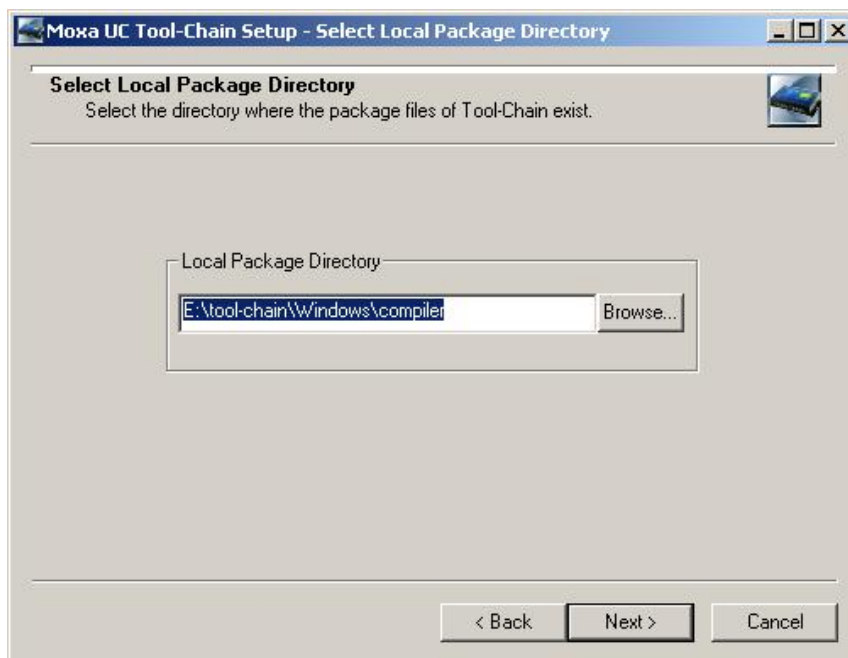 Moxa UC Tool-Chain Setup - Select Local Package Directory
Select Local Package Directory
Select the directory where the package files of Tool-Chain exist.
Local Package Directory
E:\tool-chain\Windows\compiler
Browse...
< Back
Next >
Cancel